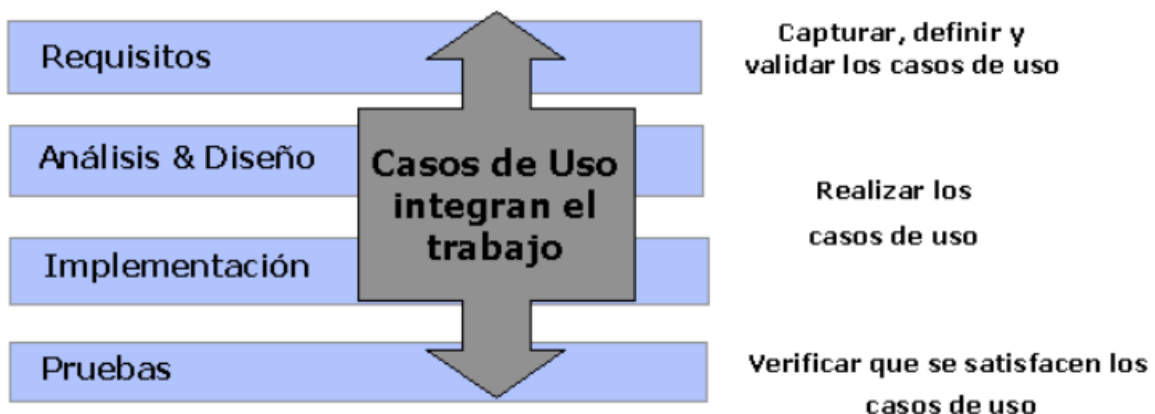 Requisitos
Capturar, definir y
validar los casos de uso
Análisis & Diseño
Casos de Uso
integran el
trabajo
Realizar los
casos de uso
Implementación
Pruebas
Verificar que se satisfacen los
casos de uso